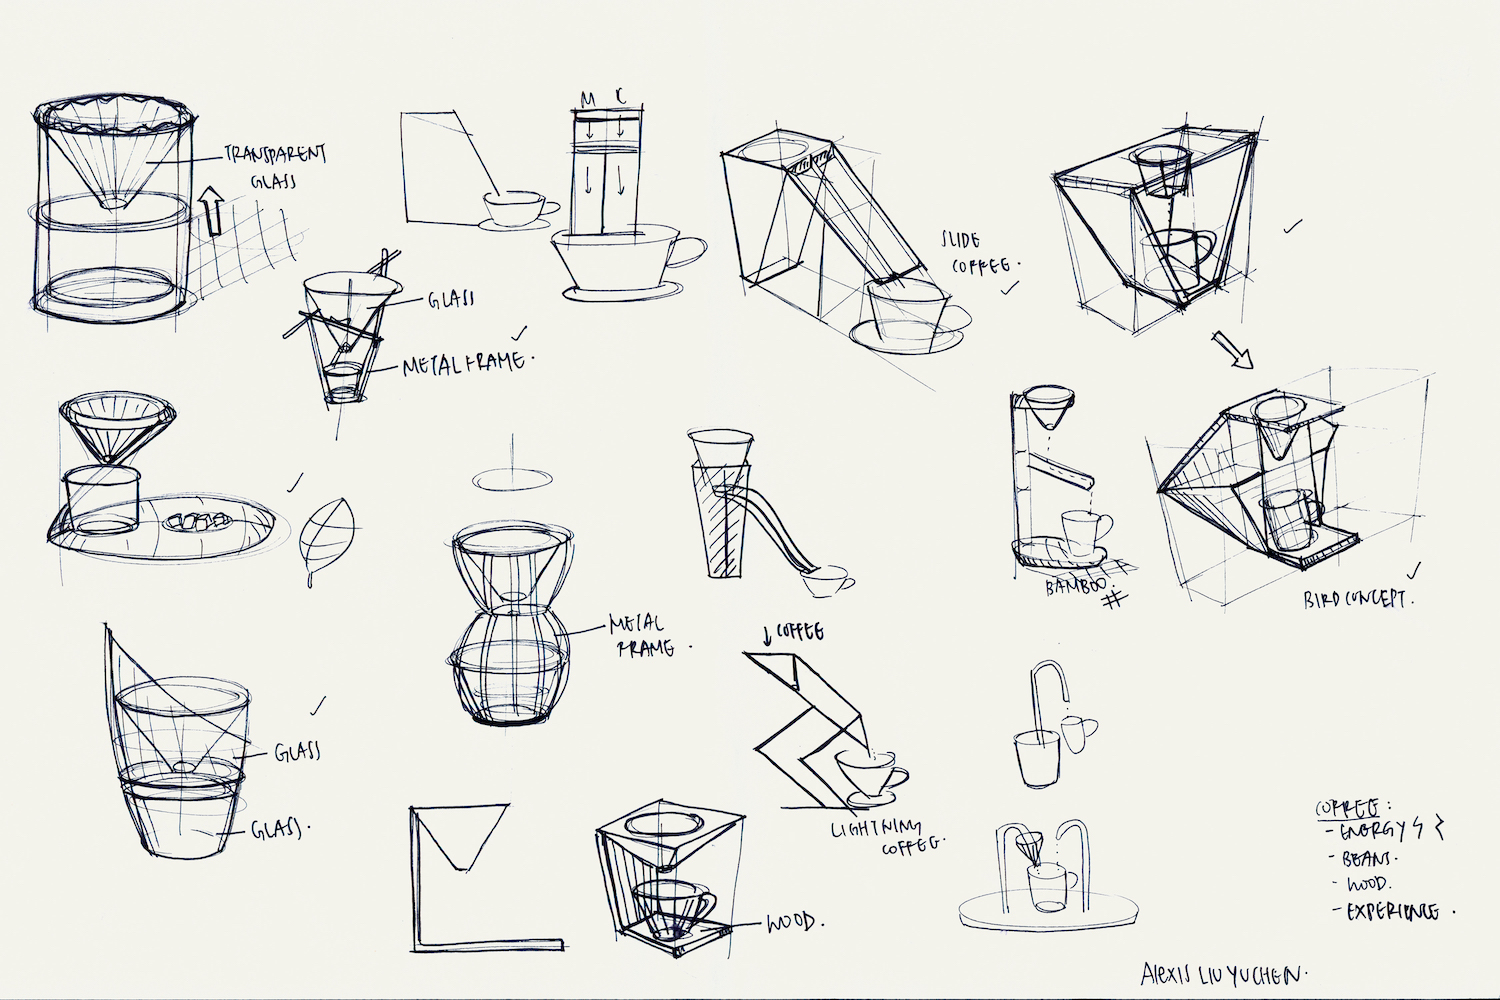 TRANSPARENT
GLASS
M C
GLASS
METAL FRAME.
SLIDE
COFFEE.
BAMBOO.
BIRD CONCEPT.
METAL
FRAME.
COFFEE
GLASS
GLASS.
LIGHTNING
COFFEE.
WOOD.
COFFEE:
- ENERGY
- BEANS.
- WOOD.
- EXPERIENCE.
ALEXIS LIU YUCHEN.